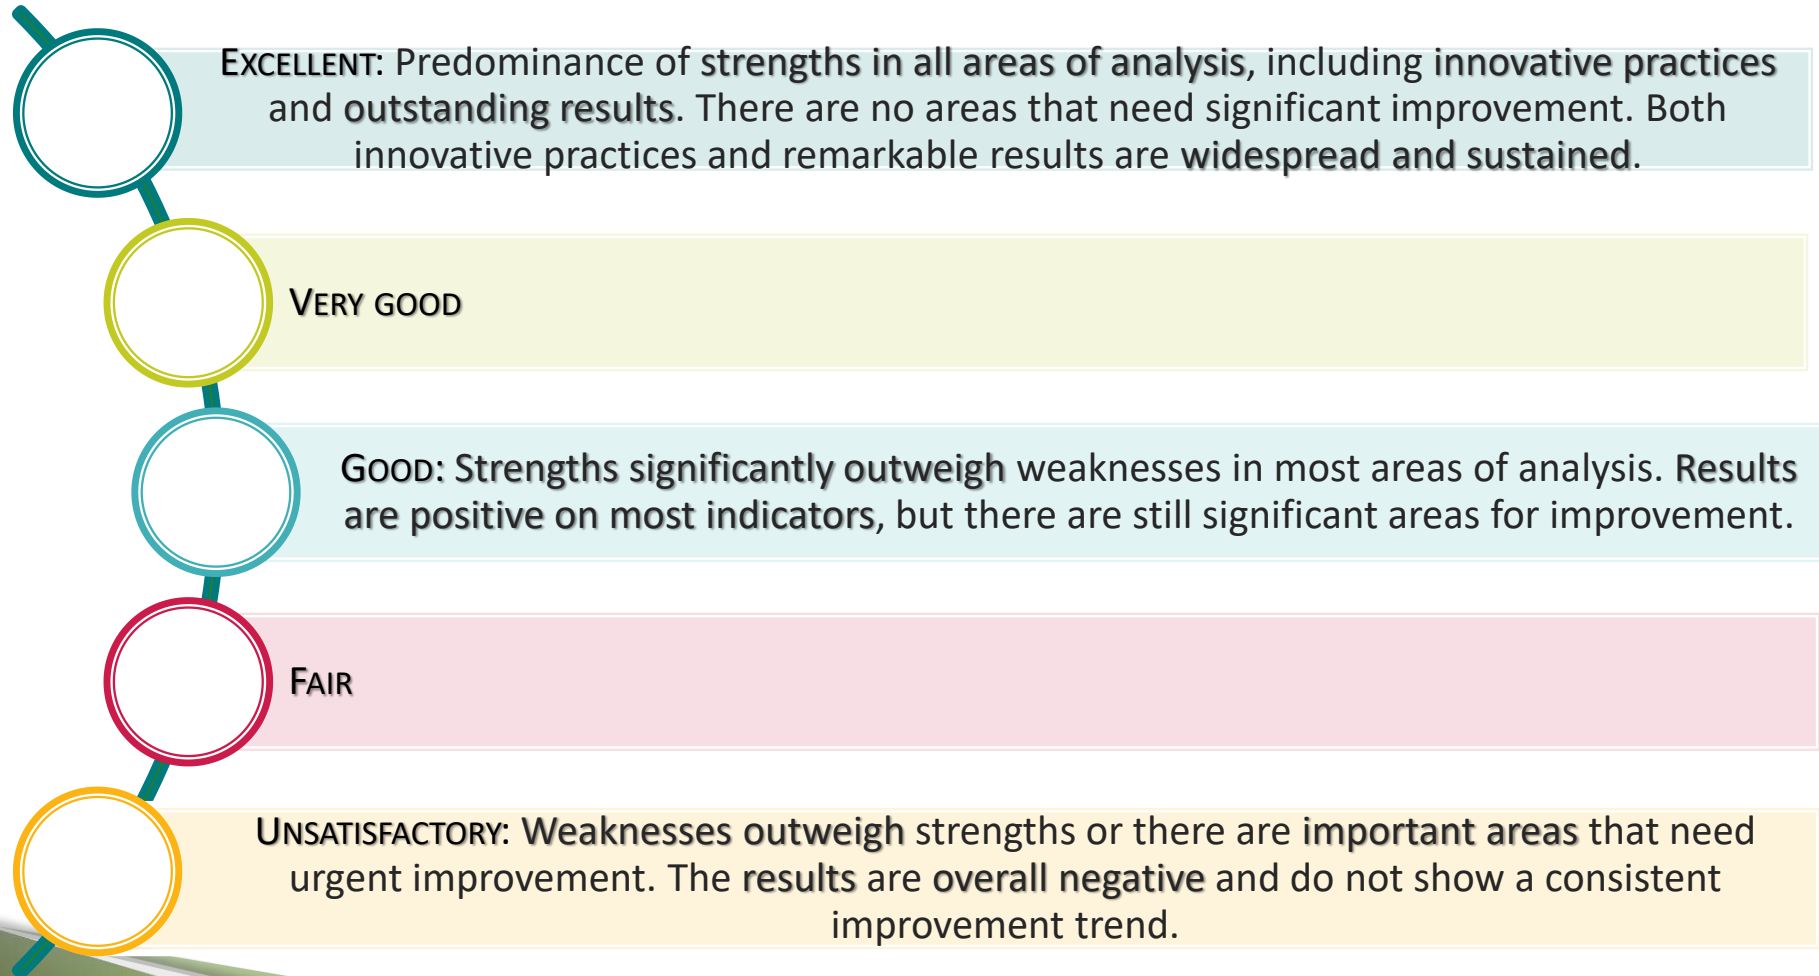 EXCELLENT: Predominance of strengths in all areas of analysis, including innovative practices
and outstanding results. There are no areas that need significant improvement. Both
innovative practices and remarkable results are widespread and sustained.
VERY GOOD
GOOD: Strengths significantly outweigh weaknesses in most areas of analysis. Results
are positive on most indicators, but there are still significant areas for improvement.
FAIR
UNSATISFACTORY: Weaknesses outweigh strengths or there are important areas that need
urgent improvement. The results are overall negative and do not show a consistent
improvement trend.